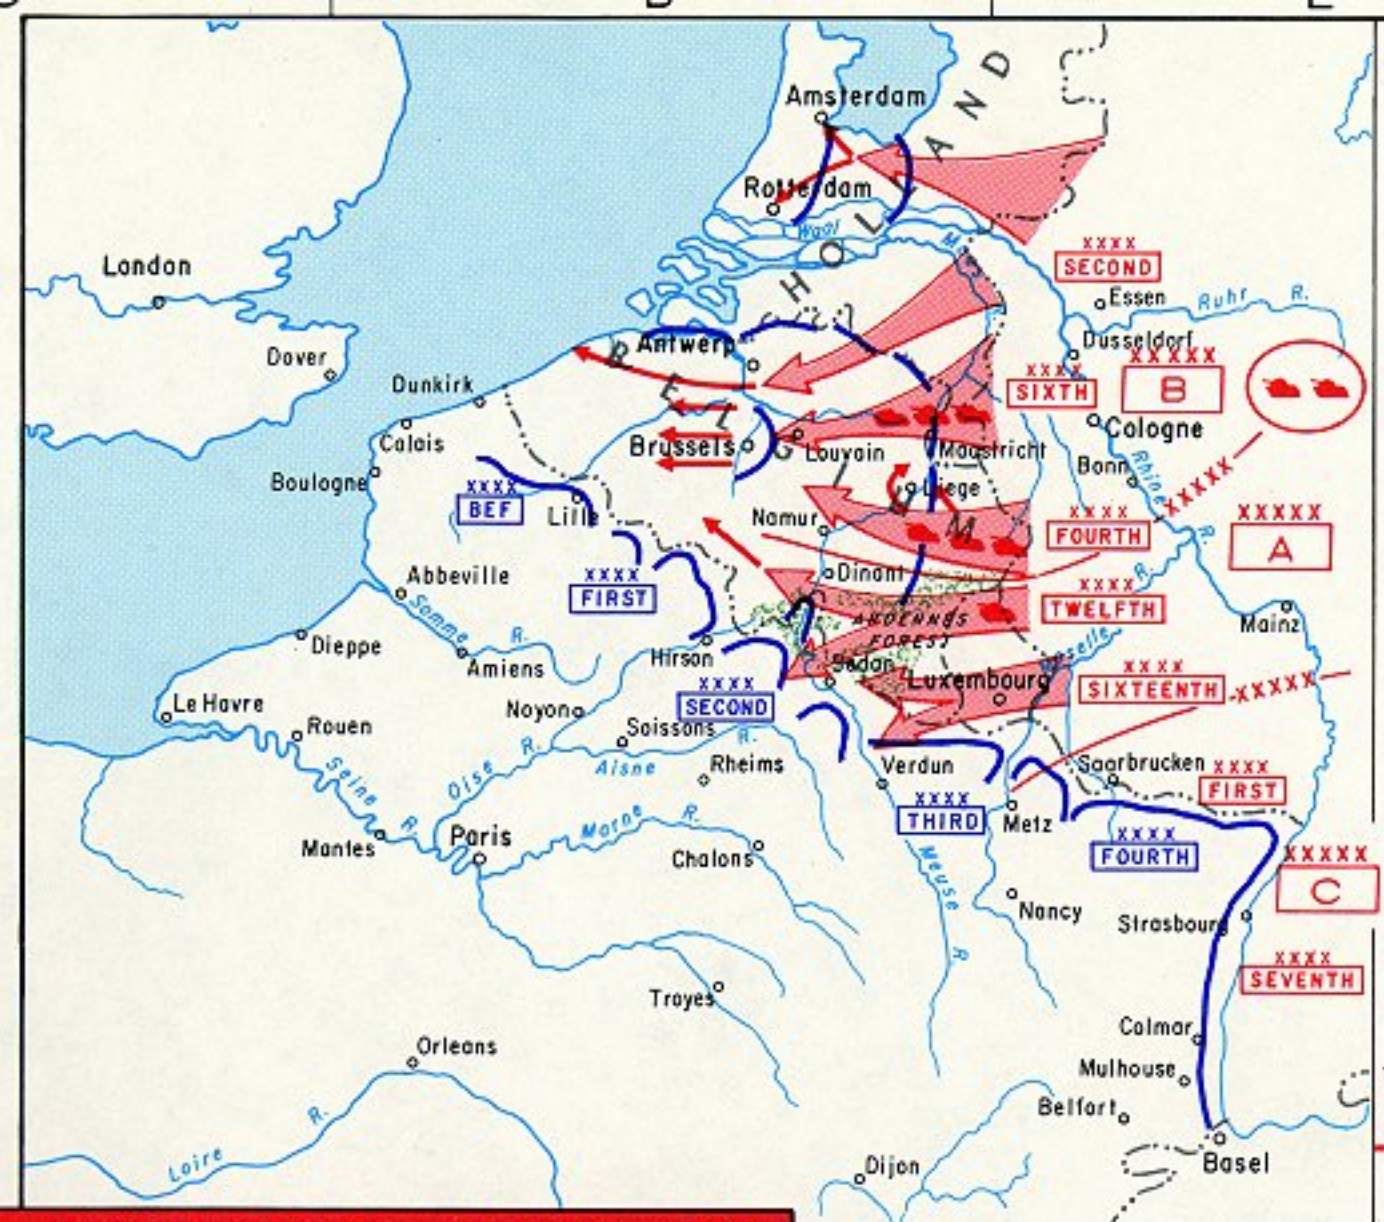 Amsterdam
HOLLAND
Rotterdam
Waal
XXXX
SECOND
London
Essen
Ruhr R.
Dusseldorf
Dover
Antwerp
XXXXX
B
Dunkirk
XXXX
SIXTH
BELGIUM
Calais
Cologne
Brussels
Louvain
Maastricht
Boulogne
Bonn
Rhine R.
XXXXX
XXXX
BEF
Lille
Liege
Namur
XXXX
FOURTH
XXXXX
A
Dinant
Abbeville
XXXX
FIRST
XXXX
TWELFTH
R.
Somme R.
ARDENNES
FOREST
Mainz
Dieppe
Amiens
Hirson
Sedan
Moselle
Luxembourg
XXXX
SIXTEENTH
XXXXX
XXXX
SECOND
Le Havre
Noyon
Rouen
Soissons
R.
Seine R.
Oise R.
Aisne
Rheims
Verdun
Saarbrucken
XXXX
FIRST
XXXX
THIRD
Metz
Mantes
Paris
Marne R.
Chalons
XXXX
FOURTH
XXXXX
C
Meuse R
Nancy
Strasbourg
XXXX
SEVENTH
Troyes
Colmar
Orleans
Mulhouse
Belfort
Loire R.
Dijon
Basel